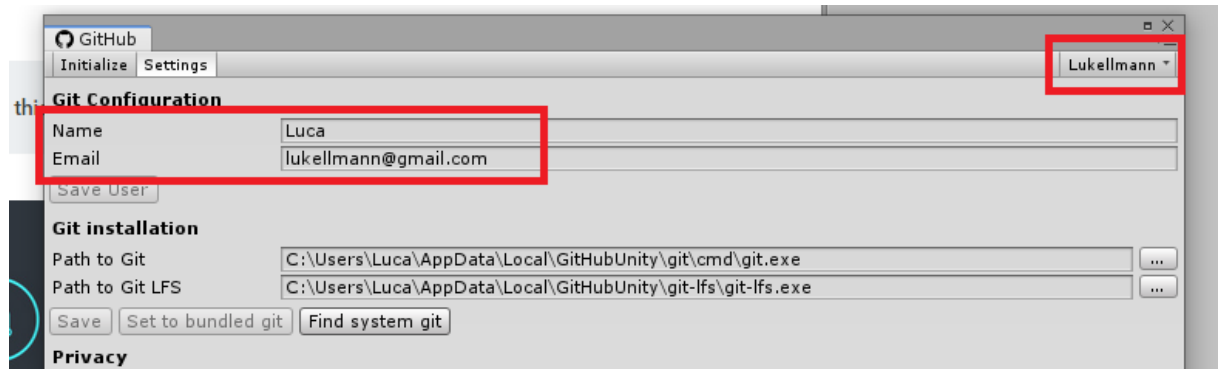 GitHub
Initialize Settings Lukellmann
Git Configuration
Name Luca
Email lukellmann@gmail.com
Save User
Git installation
Path to Git C:\Users\Luca\AppData\Local\GitHubUnity\git\cmd\git.exe ...
Path to Git LFS C:\Users\Luca\AppData\Local\GitHubUnity\git-lfs\git-lfs.exe ...
Save Set to bundled git Find system git
Privacy